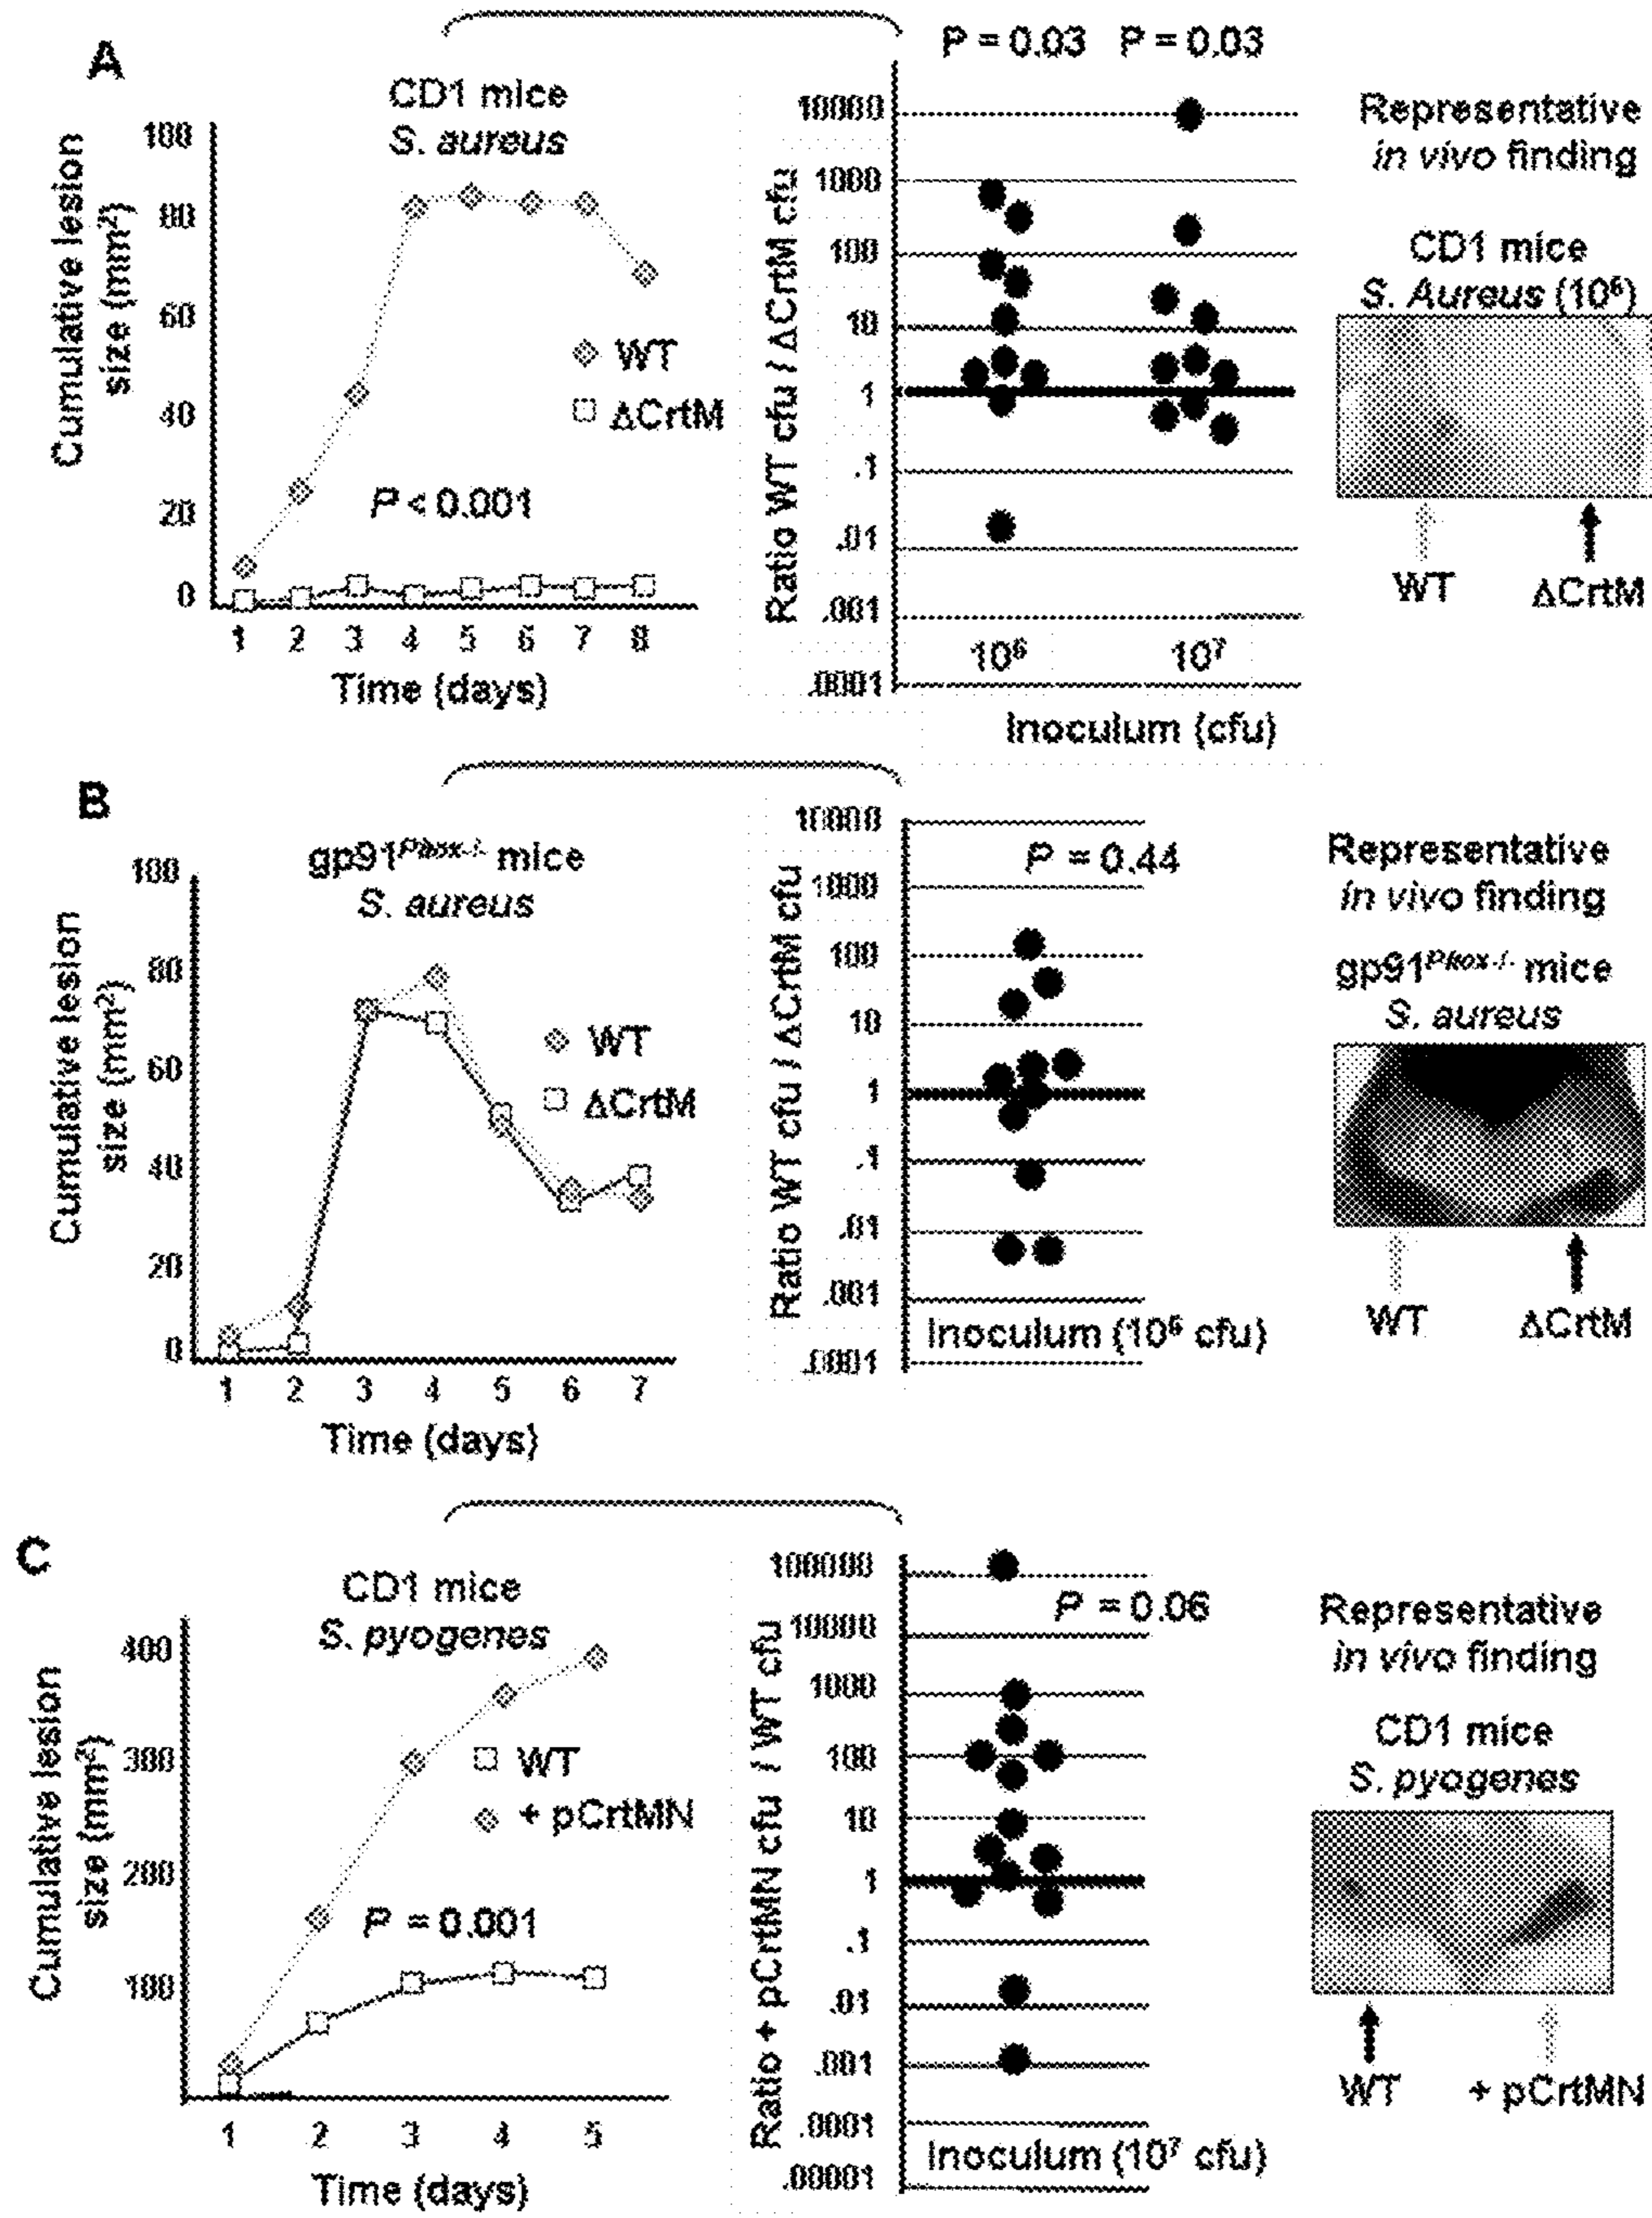 A
CD1 mice
S. aureus
Cumulative lesion
size (mm²)
100
80
60
40
20
0
WT
ΔCrtM
P < 0.001
1 2 3 4 5 6 7 8
Time (days)
P = 0.03 P = 0.03
Ratio WT cfu / ΔCrtM cfu
10000
1000
100
10
1
.1
.01
.001
.0001
10⁶ 10⁷
Inoculum (cfu)
Representative
in vivo finding
CD1 mice
S. Aureus (10⁶)
WT ΔCrtM
B
gp91Phox-/- mice
S. aureus
Cumulative lesion
size (mm²)
100
80
60
40
20
0
WT
ΔCrtM
1 2 3 4 5 6 7
Time (days)
P = 0.44
Ratio WT cfu / ΔCrtM cfu
10000
1000
100
10
1
.1
.01
.001
.0001
Inoculum (10⁶ cfu)
Representative
in vivo finding
gp91Phox-/- mice
S. aureus
WT ΔCrtM
C
CD1 mice
S. pyogenes
Cumulative lesion
size (mm²)
400
300
200
100
WT
+ pCrtMN
P = 0.001
1 2 3 4 5
Time (days)
P = 0.06
Ratio + pCrtMN cfu / WT cfu
100000
10000
1000
100
10
1
.1
.01
.001
.0001
.00001
Inoculum (10⁷ cfu)
Representative
in vivo finding
CD1 mice
S. pyogenes
WT + pCrtMN